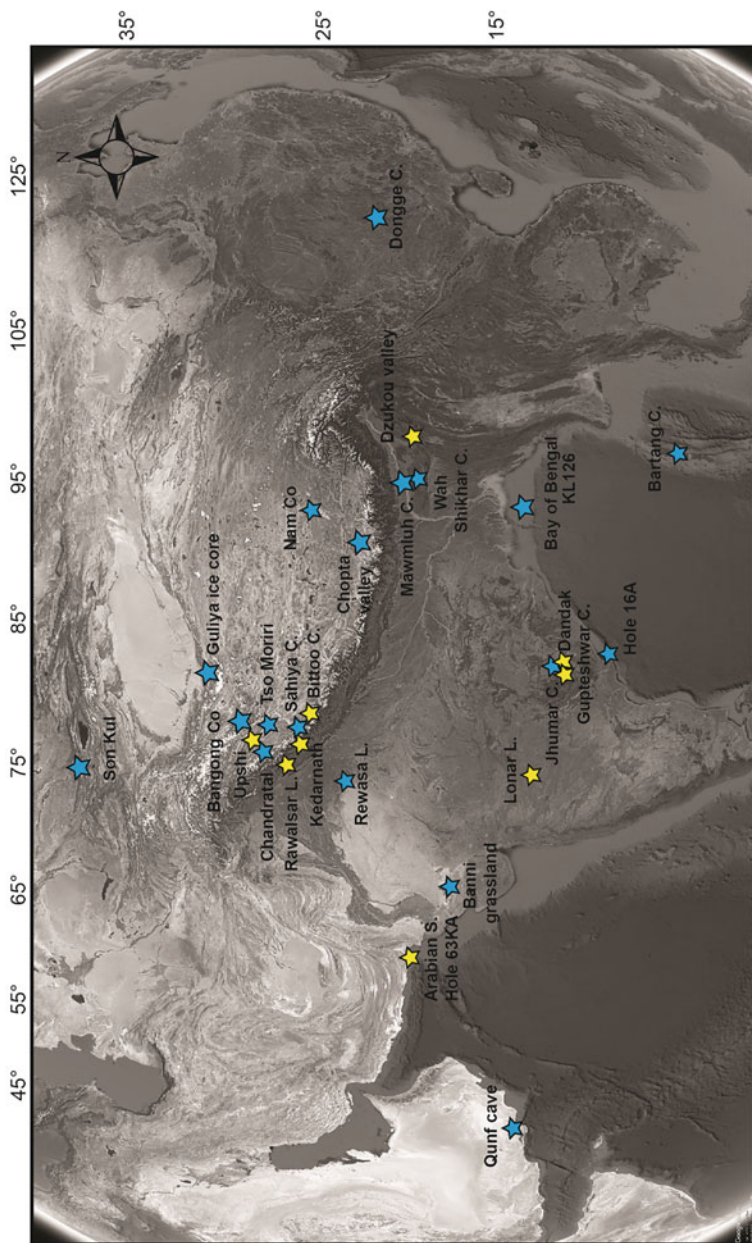 45°
55°
65°
75°
85°
95°
105°
125°
35°
25°
15°
N
Son Kul
Guliya ice core
Bangong Co
Upshi
Tso Moriri
Chandratal
Sahiya C.
Rawalsar L.
Bittoo C.
Kedarnath
Rewasa L.
Nam Co
Chopta
valley
Dzukou valley
Dongge C.
Mawmluh C.
Wah
Shikhar C.
Arabian S.
Hole 63KA
Banni
grassland
Lonar L.
Jhumar C.
Dandak
Gupteshwar C.
Hole 16A
Bay of Bengal
KL126
Bartang C.
Qunf cave